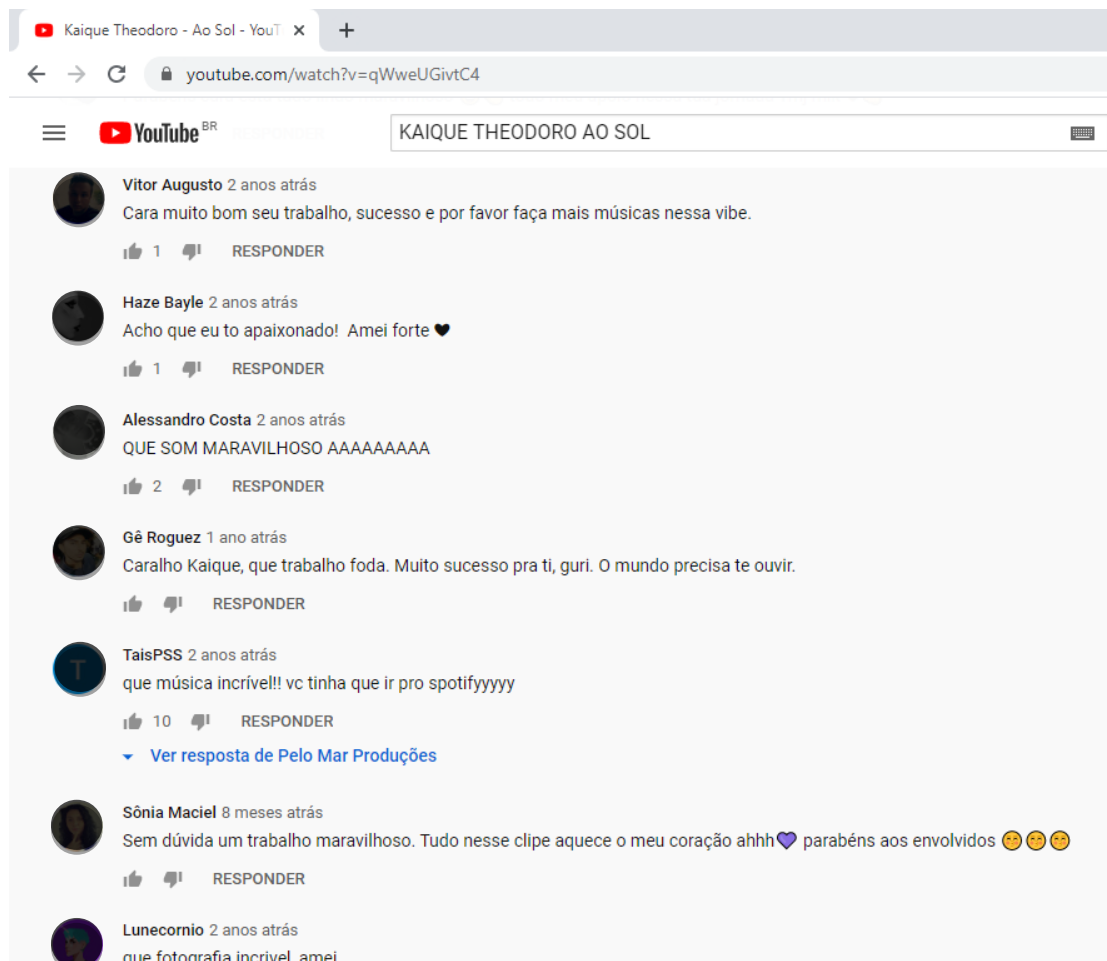 Kaique Theodoro - Ao Sol - YouT
youtube.com/watch?v=qWweUGivtC4
YouTube BR
KAIQUE THEODORO AO SOL
Vitor Augusto 2 anos atrás
Cara muito bom seu trabalho, sucesso e por favor faça mais músicas nessa vibe.
1 RESPONDER
Haze Bayle 2 anos atrás
Acho que eu to apaixonado! Amei forte 🖤
1 RESPONDER
Alessandro Costa 2 anos atrás
QUE SOM MARAVILHOSO AAAAAAAAA
2 RESPONDER
Gê Roguez 1 ano atrás
Caralho Kaique, que trabalho foda. Muito sucesso pra ti, guri. O mundo precisa te ouvir.
RESPONDER
T
TaisPSS 2 anos atrás
que música incrível!! vc tinha que ir pro spotifyyyyy
10 RESPONDER
Ver resposta de Pelo Mar Produções
Sônia Maciel 8 meses atrás
Sem dúvida um trabalho maravilhoso. Tudo nesse clipe aquece o meu coração ahhh💜 parabéns aos envolvidos 😊😊😊
RESPONDER
Lunecornio 2 anos atrás
que fotografia incrivel, amei